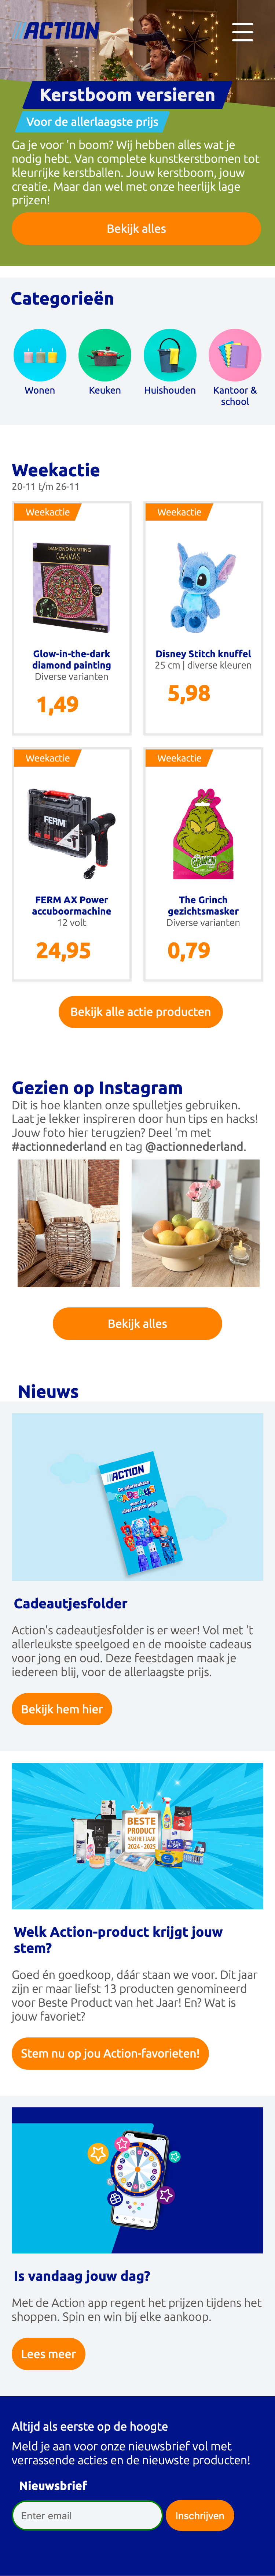 ACTION
Kerstboom versieren
Voor de allerlaagste prijs
Ga je voor 'n boom? Wij hebben alles wat je
nodig hebt. Van complete kunstkerstbomen tot
kleurrijke kerstballen. Jouw kerstboom, jouw
creatie. Maar dan wel met onze heerlijk lage
prijzen!
Bekijk alles
Categorieën
Wonen
Keuken
Huishouden
Kantoor &
school
Weekactie
20-11 t/m 26-11
Weekactie
DIAMOND PAINTING
CANVAS
Glow-in-the-dark
diamond painting
Diverse varianten
1,49
Weekactie
Disney Stitch knuffel
25 cm | diverse kleuren
5,98
Weekactie
FERM
FERM AX Power
accuboormachine
12 volt
24,95
Weekactie
GRINCH
The Grinch
gezichtsmasker
Diverse varianten
0,79
Bekijk alle actie producten
Gezien op Instagram
Dit is hoe klanten onze spulletjes gebruiken.
Laat je lekker inspireren door hun tips en hacks!
Jouw foto hier terugzien? Deel 'm met
#actionnederland en tag @actionnederland.
Bekijk alles
Nieuws
ACTION
De allerleukste
CADEAUS
voor de
allerlaagste prijs
Cadeautjesfolder
Action's cadeautjesfolder is er weer! Vol met 't
allerleukste speelgoed en de mooiste cadeaus
voor jong en oud. Deze feestdagen maak je
iedereen blij, voor de allerlaagste prijs.
Bekijk hem hier
BESTE
PRODUCT
VAN HET JAAR
2024 - 2025
Welk Action-product krijgt jouw
stem?
Goed én goedkoop, dáár staan we voor. Dit jaar
zijn er maar liefst 13 producten genomineerd
voor Beste Product van het Jaar! En? Wat is
jouw favoriet?
Stem nu op jou Action-favorieten!
Is vandaag jouw dag?
Met de Action app regent het prijzen tijdens het
shoppen. Spin en win bij elke aankoop.
Lees meer
Altijd als eerste op de hoogte
Meld je aan voor onze nieuwsbrief vol met
verrassende acties en de nieuwste producten!
Nieuwsbrief
Enter email
Inschrijven